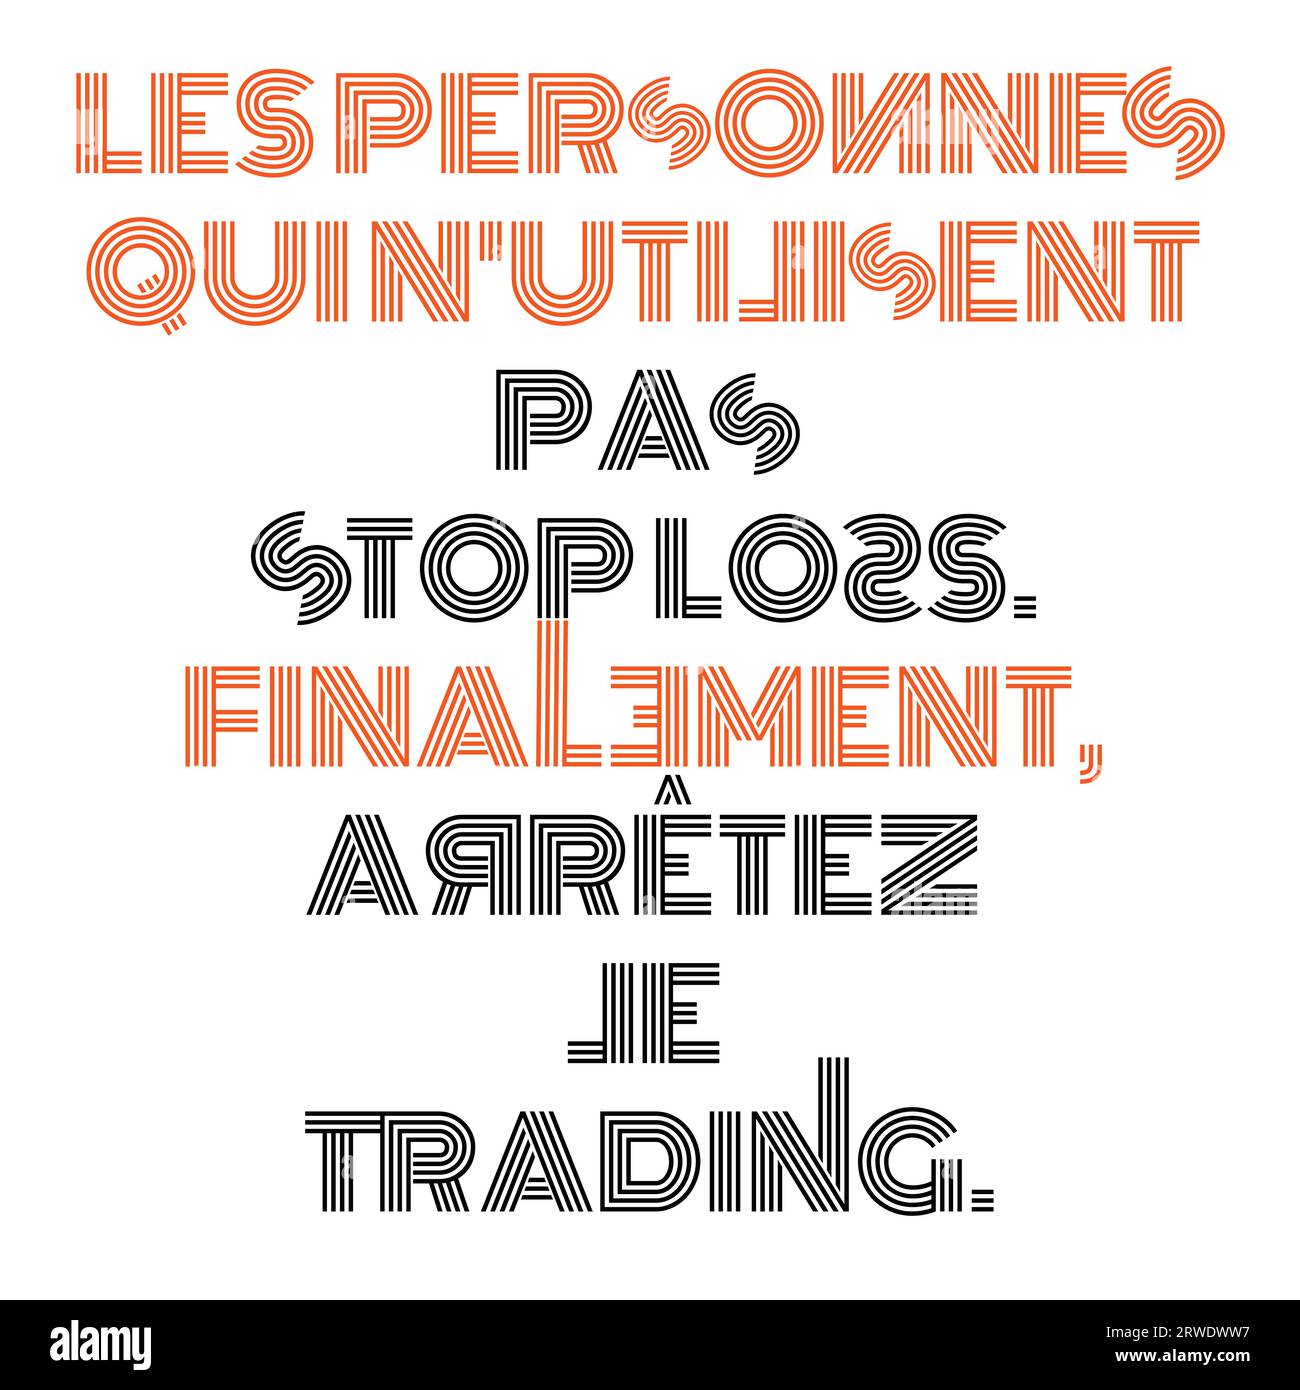 LES PERSONNES
QUI N'UTILISENT
PAS
STOP LOSS.
FINALEMENT,
ARRÊTEZ
LE
TRADING.
alamy
Image ID: 2RWDWW7
www.alamy.com